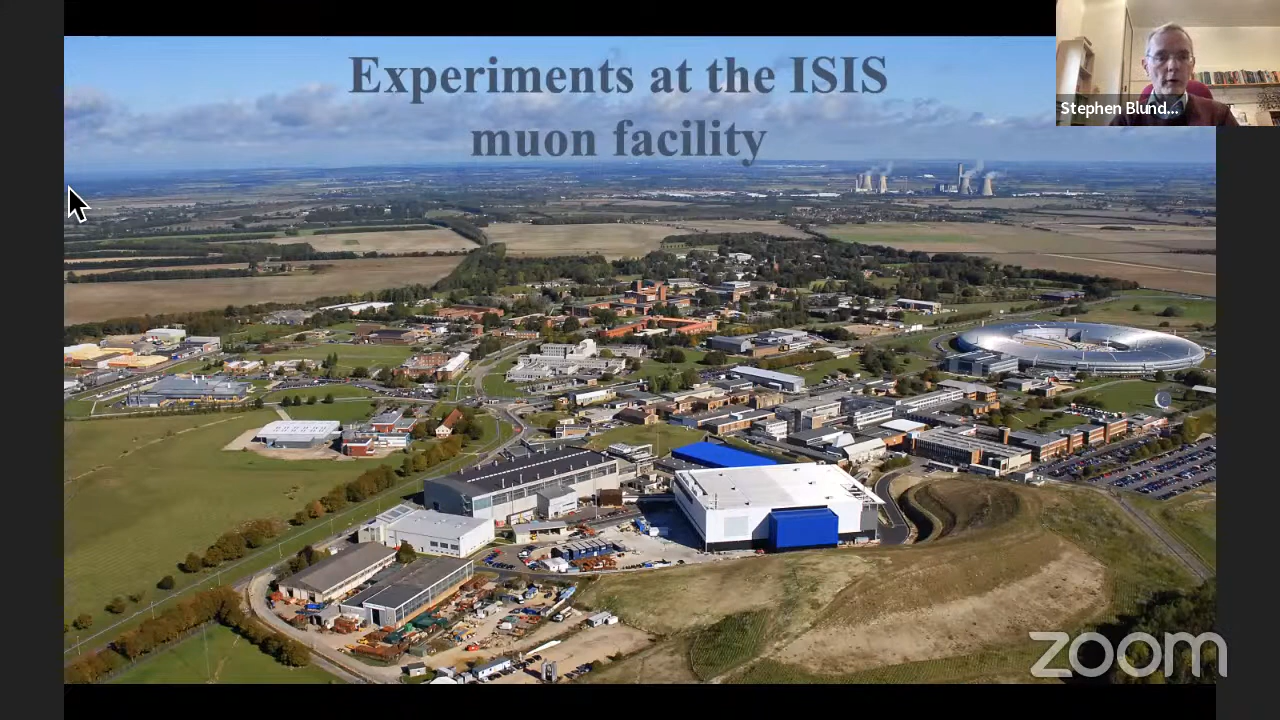 Experiments at the ISIS
muon facility
Stephen Blund...
zoom